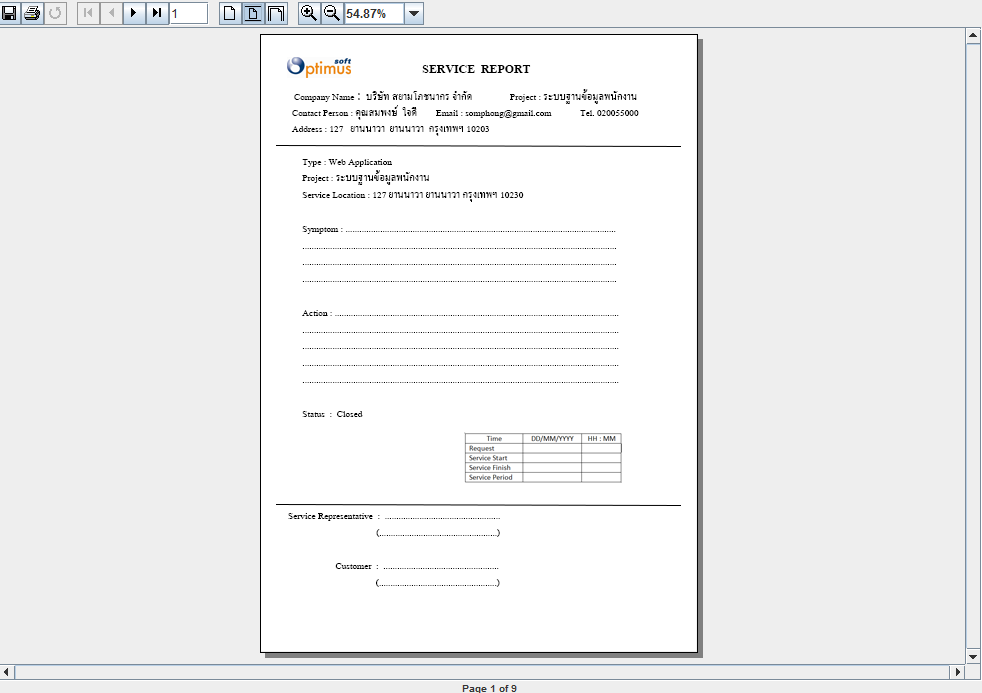 1
54.87%
Optimus soft
SERVICE REPORT
Company Name : บริษัท สยามโภชนากร จำกัด Project : ระบบฐานข้อมูลพนักงาน
Contact Person : คุณสมพงษ์ ใจดี Email : somphong@gmail.com Tel. 020055000
Address : 127 ยานนาวา ยานนาวา กรุงเทพฯ 10203
Type : Web Application
Project : ระบบฐานข้อมูลพนักงาน
Service Location : 127 ยานนาวา ยานนาวา กรุงเทพฯ 10230
Symptom : ........................................
Action : ........................................
Status : Closed
Time DD/MM/YYYY HH : MM
Request
Service Start
Service Finish
Service Period
Service Representative : ........................................
(........................................)
Customer : ........................................
(........................................)
Page 1 of 9